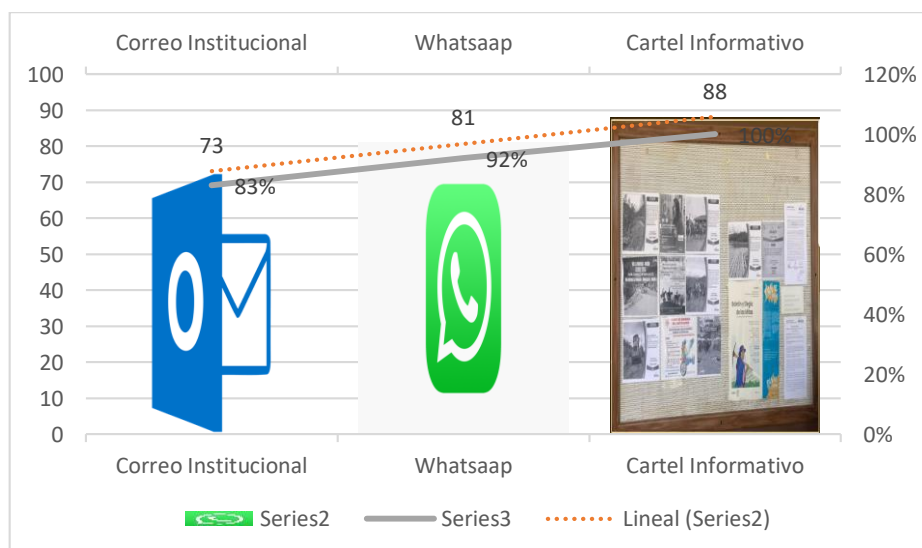 Correo Institucional Whatsaap Cartel Informativo
100 120%
90 100%
80 80%
70 60%
60 40%
50 20%
40 0%
30
20
10
0
73 81 88
83% 92% 100%
Correo Institucional Whatsaap Cartel Informativo
Series2 Series3 Lineal (Series2)